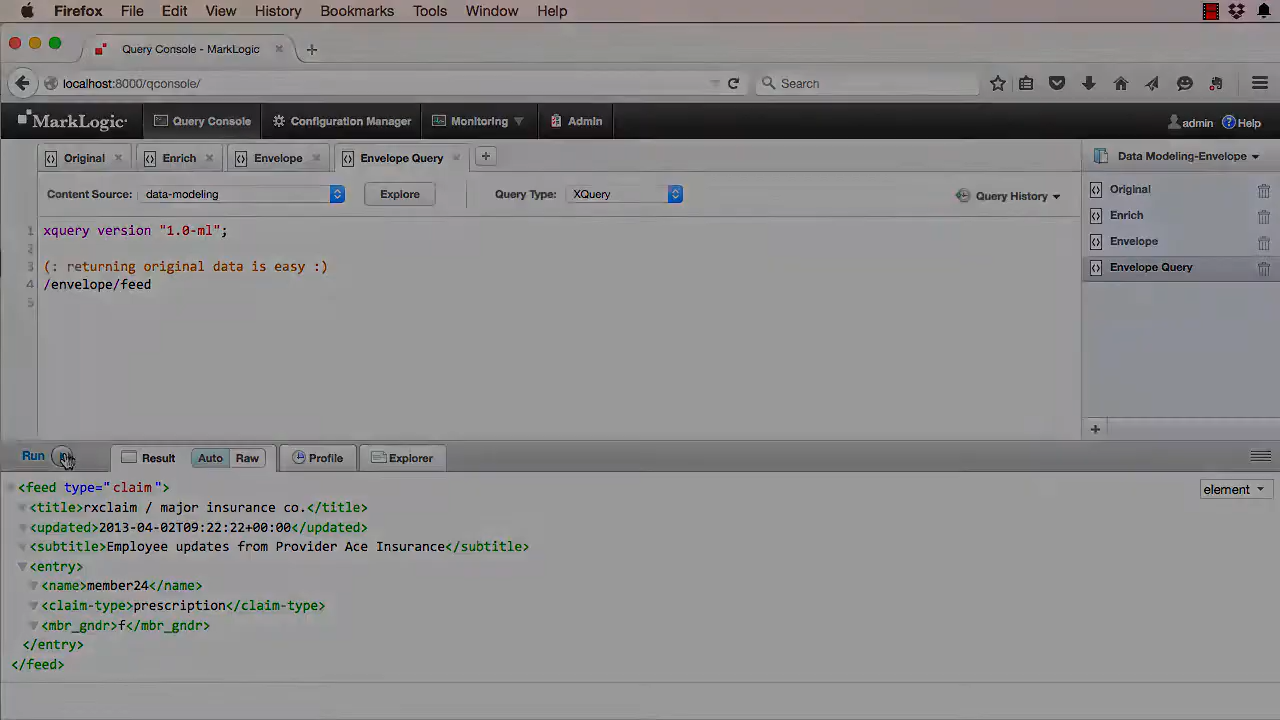 Firefox File Edit View History Bookmarks Tools Window Help
Query Console - MarkLogic
localhost:8000/qconsole/
Search
MarkLogic
Query Console
Configuration Manager
Monitoring
Admin
admin
Help
Original
Enrich
Envelope
Envelope Query
Content Source: data-modeling
Explore
Query Type: XQuery
Query History
1 xquery version "1.0-ml";
2
3 (: returning original data is easy :)
4 /envelope/feed
5
Data Modeling-Envelope
Original
Enrich
Envelope
Envelope Query
Run
Result
Auto
Raw
Profile
Explorer
element
<feed type="claim">
<title>rxclaim / major insurance co.</title>
<updated>2013-04-02T09:22:22+00:00</updated>
<subtitle>Employee updates from Provider Ace Insurance</subtitle>
<entry>
<name>member24</name>
<claim-type>prescription</claim-type>
<mbr_gndr>f</mbr_gndr>
</entry>
</feed>